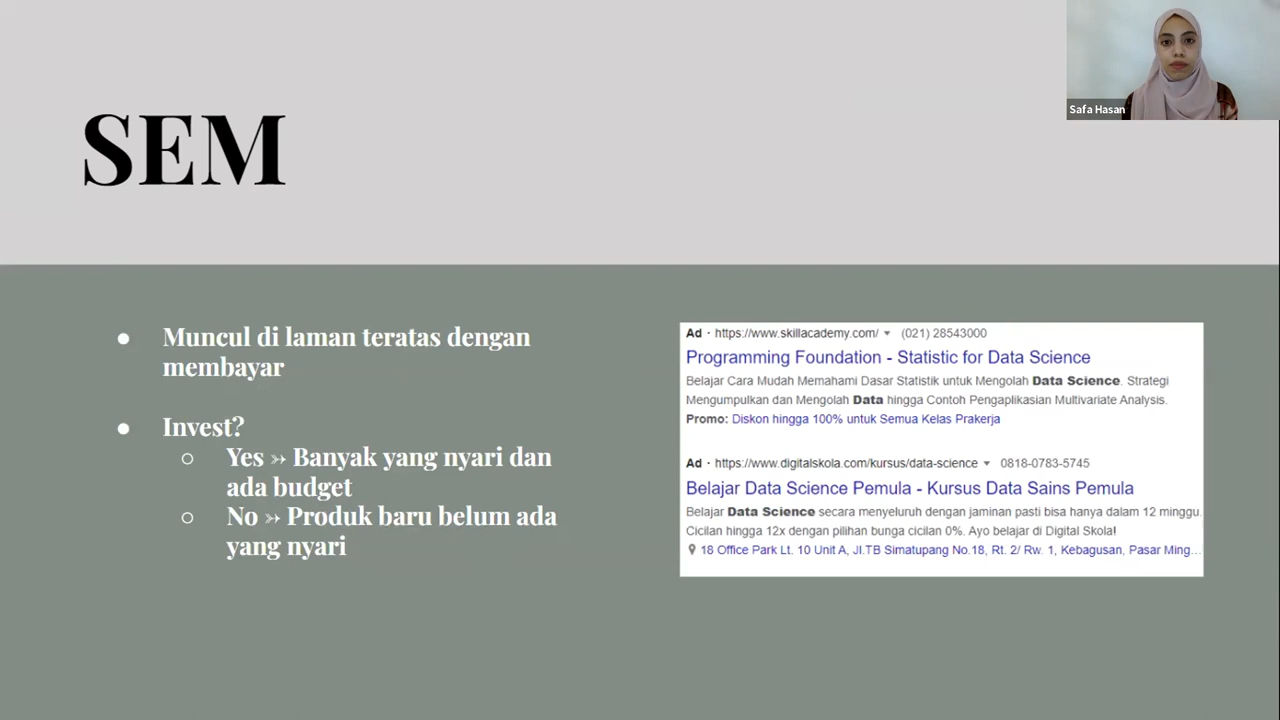 SEM
Safa Hasan
● Muncul di laman teratas dengan
membayar
● Invest?
○ Yes ➳ Banyak yang nyari dan
ada budget
○ No ➳ Produk baru belum ada
yang nyari
Ad · https://www.skillacademy.com/ ▾ (021) 28543000
Programming Foundation - Statistic for Data Science
Belajar Cara Mudah Memahami Dasar Statistik untuk Mengolah Data Science. Strategi
Mengumpulkan dan Mengolah Data hingga Contoh Pengaplikasian Multivariate Analysis.
Promo: Diskon hingga 100% untuk Semua Kelas Prakerja
Ad · https://www.digitalskola.com/kursus/data-science ▾ 0818-0783-5745
Belajar Data Science Pemula - Kursus Data Sains Pemula
Belajar Data Science secara menyeluruh dengan jaminan pasti bisa hanya dalam 12 minggu.
Cicilan hingga 12x dengan pilihan bunga cicilan 0%. Ayo belajar di Digital Skola!
18 Office Park Lt. 10 Unit A, Jl.TB Simatupang No.18, Rt. 2/ Rw. 1, Kebagusan, Pasar Ming...